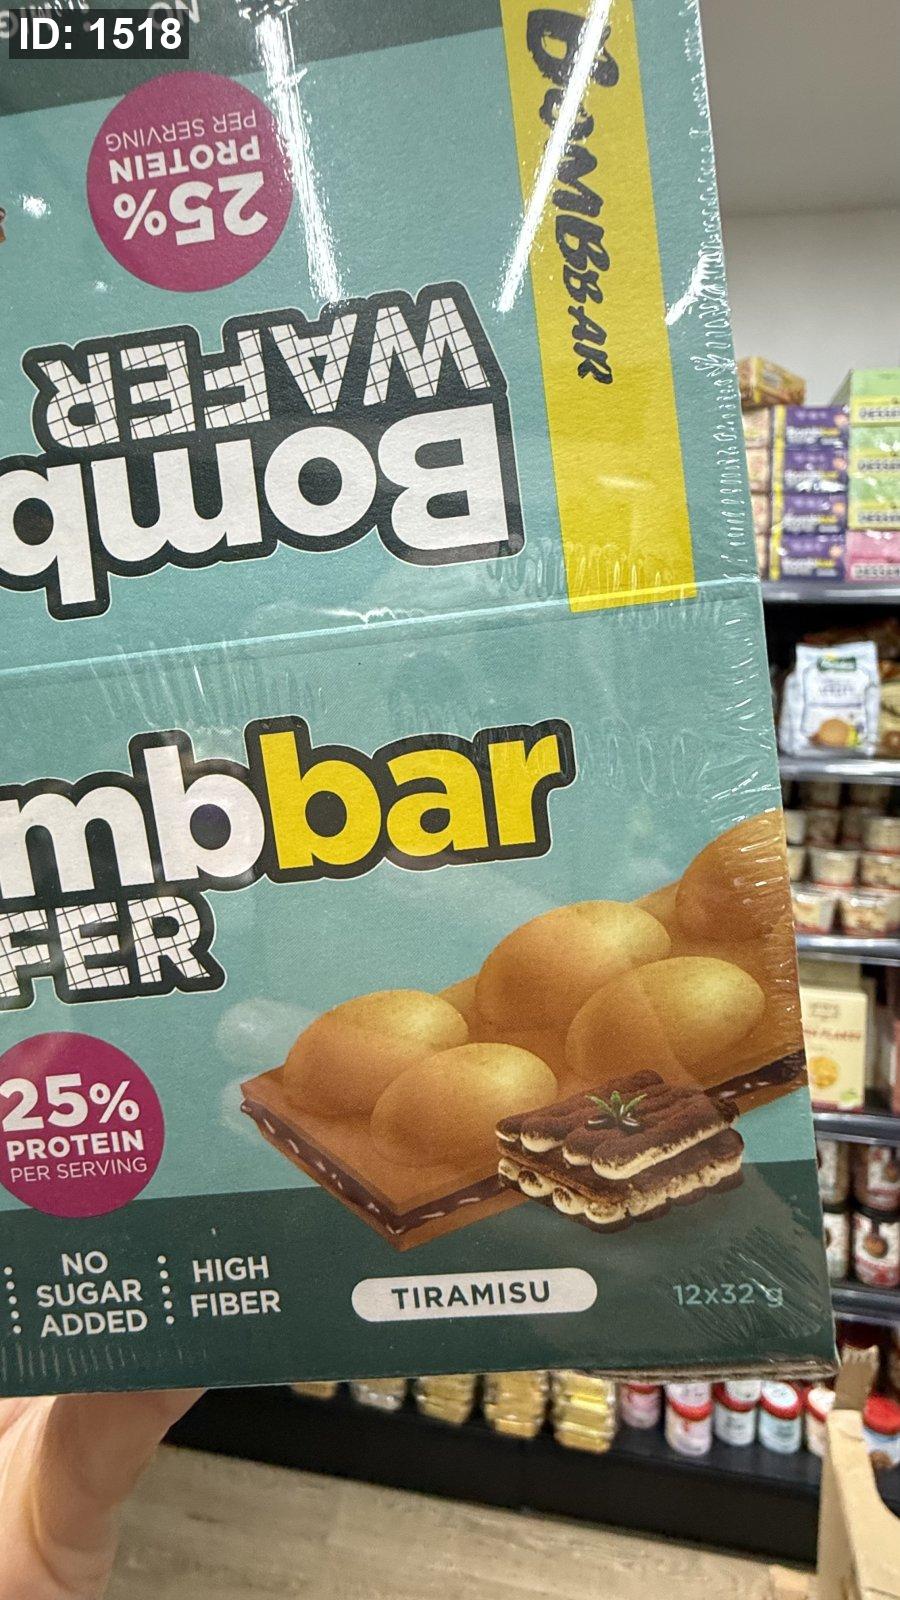 ID: 1518
25%
PROTEIN
PER SERVING
BomBBAR
WAFER
Bomb
mbbar
FER
25%
PROTEIN
PER SERVING
NO
SUGAR
ADDED
HIGH
FIBER
TIRAMISU
12x32 g